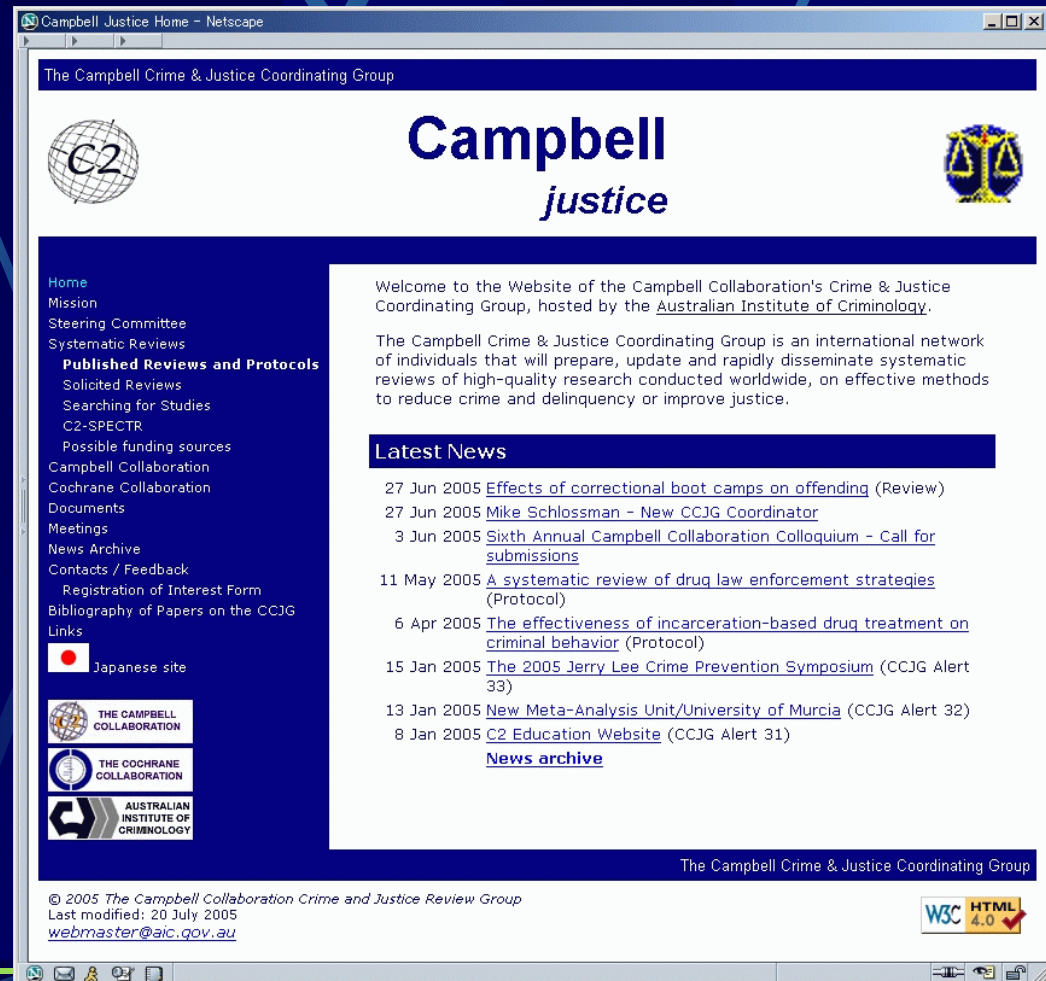 Campbell Justice Home - Netscape
The Campbell Crime & Justice Coordinating Group
C2
Campbell
justice
Home
Mission
Steering Committee
Systematic Reviews
Published Reviews and Protocols
Solicited Reviews
Searching for Studies
C2-SPECTR
Possible funding sources
Campbell Collaboration
Cochrane Collaboration
Documents
Meetings
News Archive
Contacts / Feedback
Registration of Interest Form
Bibliography of Papers on the CCJG
Links
Japanese site
C2
THE CAMPBELL
COLLABORATION
THE COCHRANE
COLLABORATION
AUSTRALIAN
INSTITUTE OF
CRIMINOLOGY
Welcome to the Website of the Campbell Collaboration's Crime & Justice
Coordinating Group, hosted by the Australian Institute of Criminology.
The Campbell Crime & Justice Coordinating Group is an international network
of individuals that will prepare, update and rapidly disseminate systematic
reviews of high-quality research conducted worldwide, on effective methods
to reduce crime and delinquency or improve justice.
Latest News
27 Jun 2005 Effects of correctional boot camps on offending (Review)
27 Jun 2005 Mike Schlossman - New CCJG Coordinator
3 Jun 2005 Sixth Annual Campbell Collaboration Colloquium - Call for
submissions
11 May 2005 A systematic review of drug law enforcement strategies
(Protocol)
6 Apr 2005 The effectiveness of incarceration-based drug treatment on
criminal behavior (Protocol)
15 Jan 2005 The 2005 Jerry Lee Crime Prevention Symposium (CCJG Alert
33)
13 Jan 2005 New Meta-Analysis Unit/University of Murcia (CCJG Alert 32)
8 Jan 2005 C2 Education Website (CCJG Alert 31)
News archive
The Campbell Crime & Justice Coordinating Group
© 2005 The Campbell Collaboration Crime and Justice Review Group
Last modified: 20 July 2005
webmaster@aic.gov.au
W3C HTML 4.0